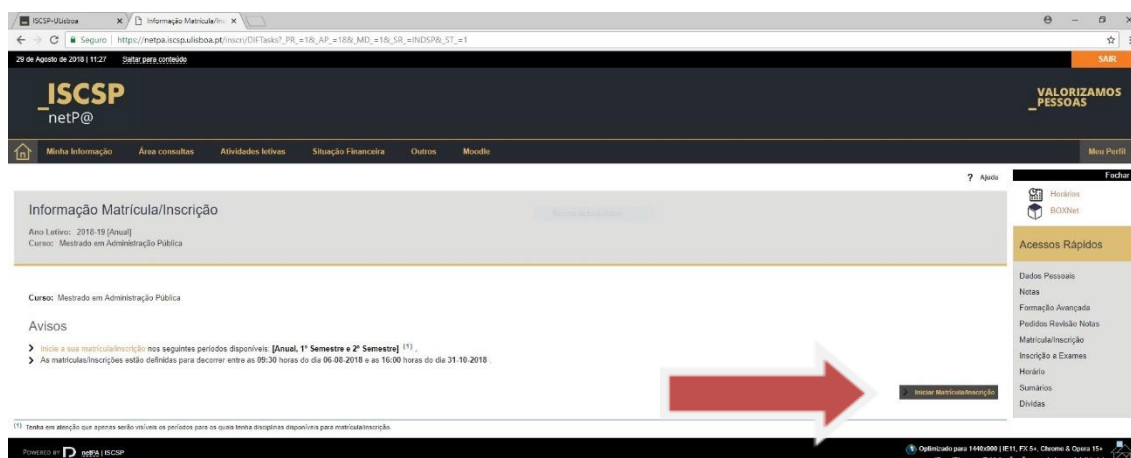 ISCSP-ULisboa
Informação Matrícula/Ins
Seguro | https://netpa.iscsp.ulisboa.pt/inscri/DIFTasks?_PR_=1&_AP_=18&_MD_=1&_SR_=INDSP&_ST_=1
29 de Agosto de 2018 | 11:27 Saltar para conteúdo SAIR
_ISCSP
netP@
VALORIZAMOS
_PESSOAS
Minha Informação Área consultas Atividades letivas Situação Financeira Outros Moodle Meu Perfil
? Ajuda
Fechar
Horários
BOXNet
Informação Matrícula/Inscrição
Ano Letivo: 2018-19 [Anual]
Curso: Mestrado em Administração Pública
Acessos Rápidos
Dados Pessoais
Notas
Formação Avançada
Pedidos Revisão Notas
Matrícula/Inscrição
Inscrição a Exames
Horário
Sumários
Dívidas
Curso: Mestrado em Administração Pública
Avisos
Inicie a sua matrícula/inscrição nos seguintes períodos disponíveis: [Anual, 1º Semestre e 2º Semestre] (1) .
As matrículas/inscrições estão definidas para decorrer entre as 09:30 horas do dia 06-08-2018 e as 16:00 horas do dia 31-10-2018 .
Iniciar Matrícula/Inscrição
(1) Tenha em atenção que apenas serão visíveis os períodos para os quais tenha disciplinas disponíveis para matrícula/inscrição.
POWERED BY netPA | ISCSP
Optimizado para 1440x900 | IE11, FX 5+, Chrome & Opera 15+